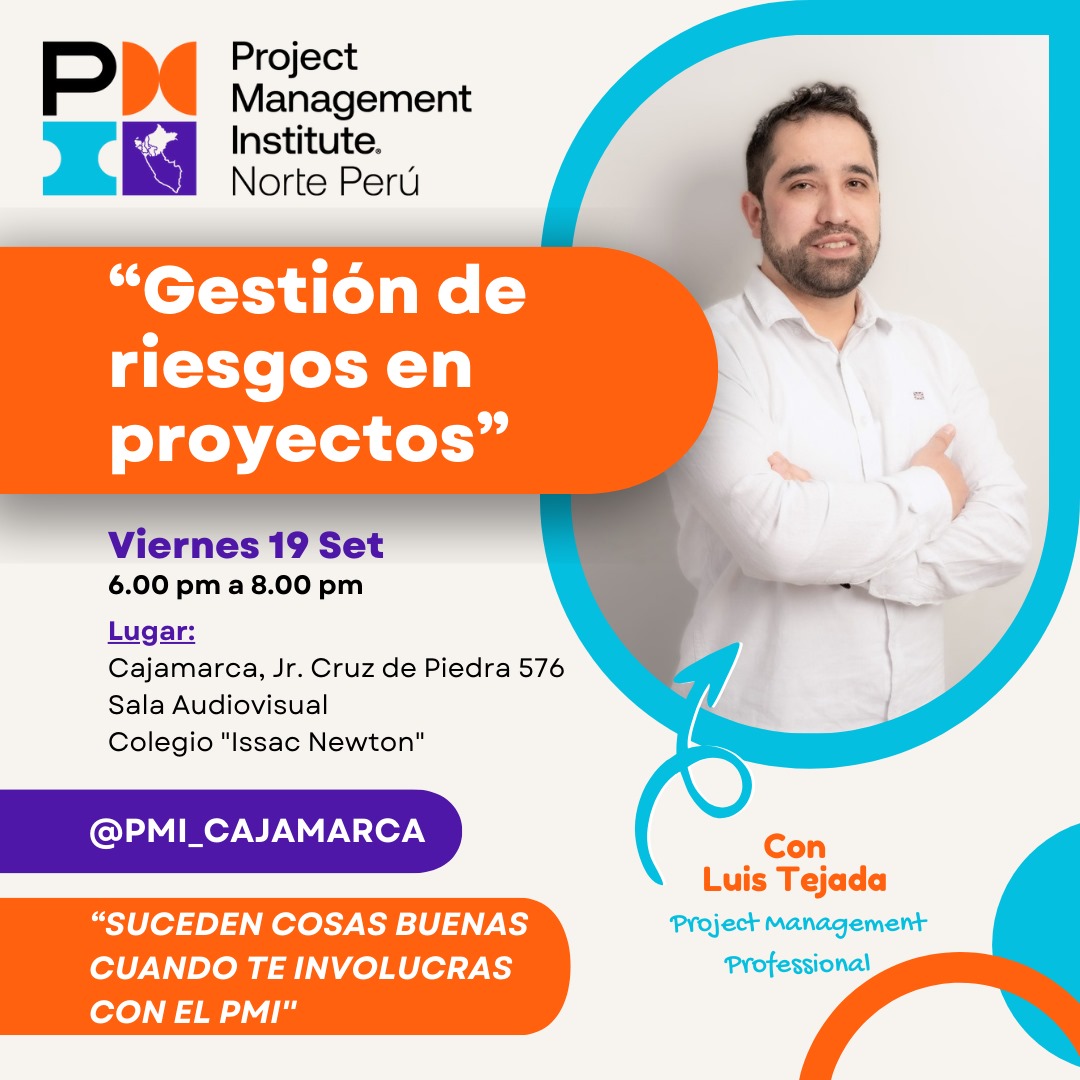 PMI
Project
Management
Institute.
Norte Perú
“Gestión de
riesgos en
proyectos”
Viernes 19 Set
6.00 pm a 8.00 pm
Lugar:
Cajamarca, Jr. Cruz de Piedra 576
Sala Audiovisual
Colegio "Issac Newton"
@PMI_CAJAMARCA
“SUCEDEN COSAS BUENAS
CUANDO TE INVOLUCRAS
CON EL PMI"
Con
Luis Tejada
Project Management
Professional